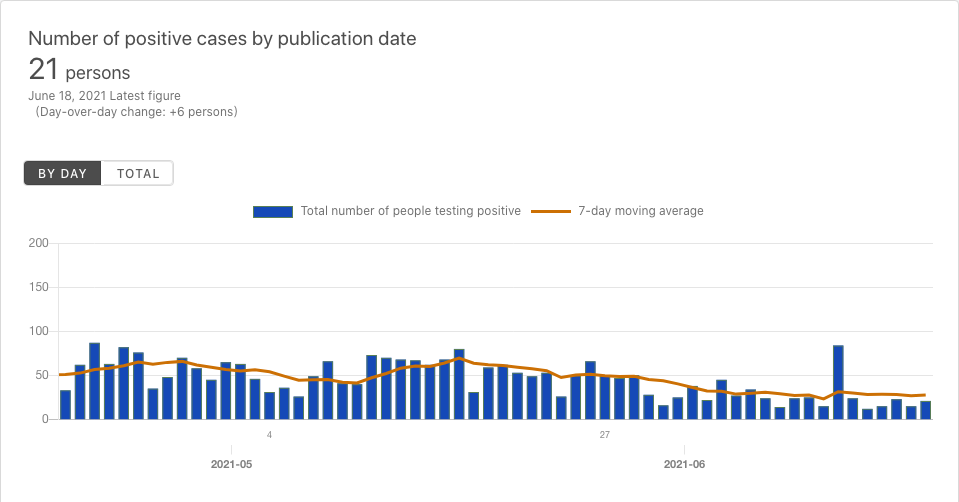 Number of positive cases by publication date
21 persons
June 18, 2021 Latest figure
(Day-over-day change: +6 persons)
BY DAY TOTAL
Total number of people testing positive 7-day moving average
200
150
100
50
0
4 27
2021-05 2021-06